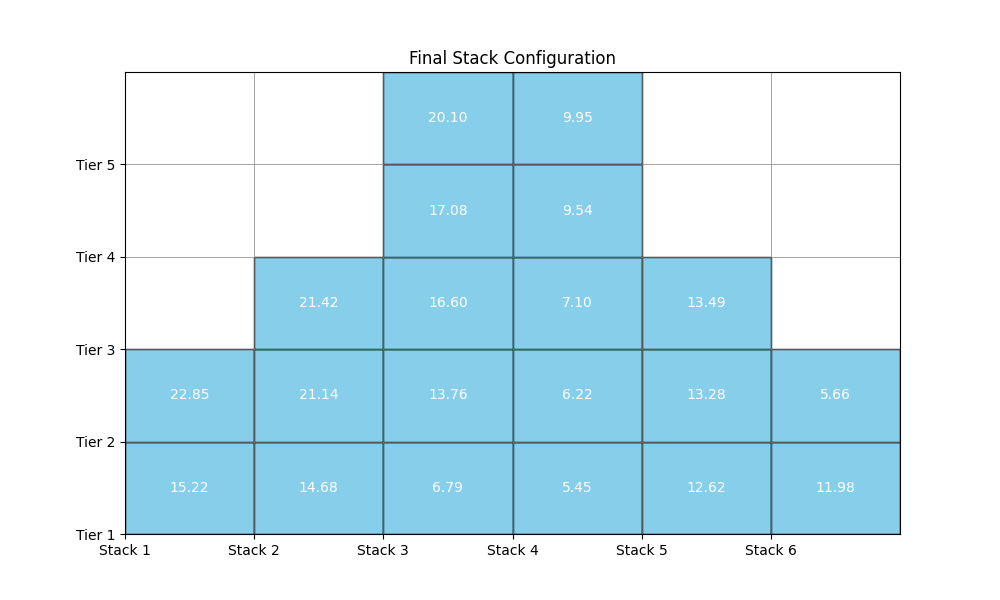 Final Stack Configuration
20.10 9.95
Tier 5
17.08 9.54
Tier 4
21.42 16.60 7.10 13.49
Tier 3
22.85 21.14 13.76 6.22 13.28 5.66
Tier 2
15.22 14.68 6.79 5.45 12.62 11.98
Tier 1
Stack 1 Stack 2 Stack 3 Stack 4 Stack 5 Stack 6